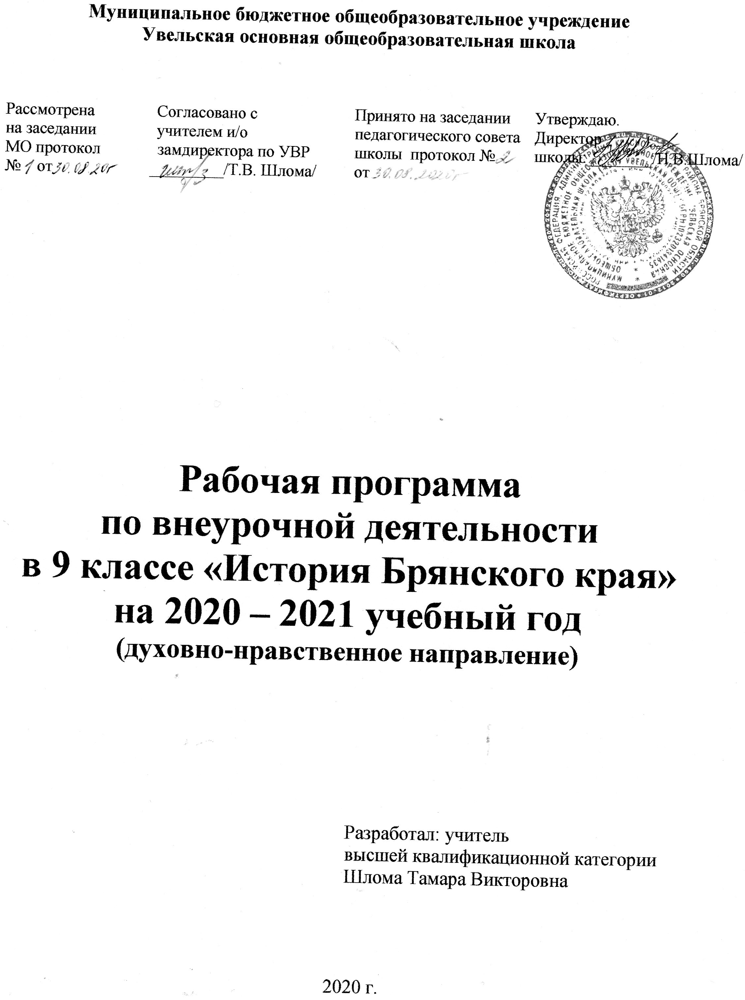 Муниципальное бюджетное общеобразовательное учреждение
Увельская основная общеобразовательная школа
Рассмотрена
на заседании
МО протокол
№ 1 от 30.08.20г
Согласовано с
учителем и/о
замдиректора по УВР
/Т.В. Шлома/
Принято на заседании
педагогического совета
школы протокол № 2
от 30.08.2020г
Утверждаю.
Директор
школы: /Н.В.Шлома/
Рабочая программа
по внеурочной деятельности
в 9 классе «История Брянского края»
на 2020 – 2021 учебный год
(духовно-нравственное направление)
Разработал: учитель
высшей квалификационной категории
Шлома Тамара Викторовна
2020 г.